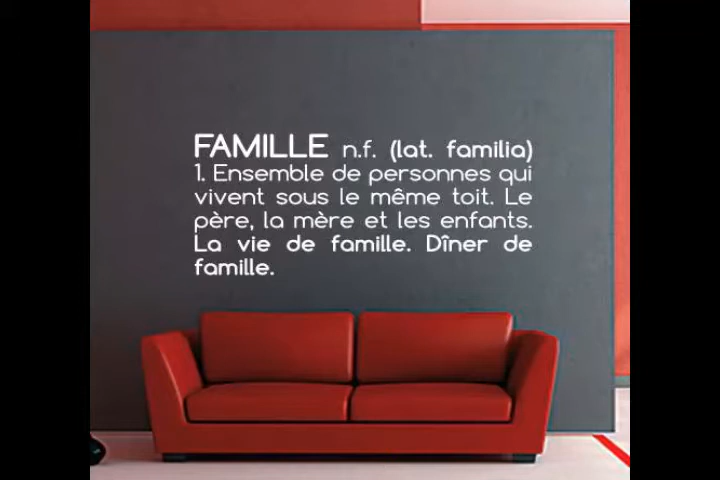 FAMILLE n.f. (lat. familia)
1. Ensemble de personnes qui
vivent sous le même toit. Le
père, la mère et les enfants.
La vie de famille. Dîner de
famille.